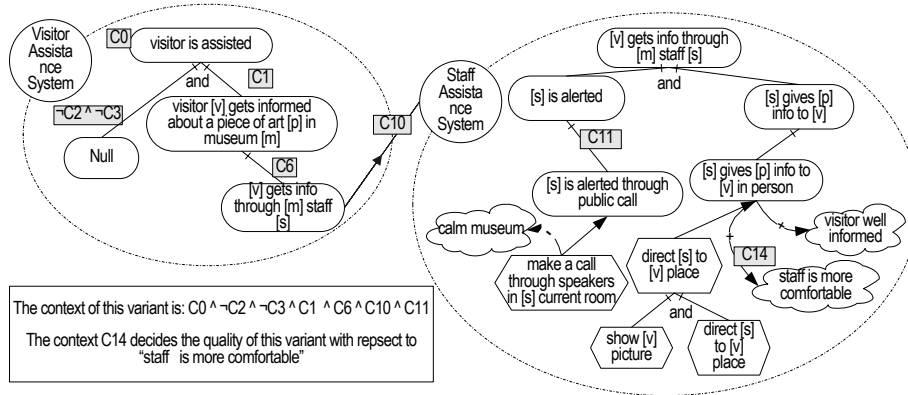 Visitor
Assista
nce
System
C0
visitor is assisted
and
C1
¬C2 ^ ¬C3
Null
visitor [v] gets informed
about a piece of art [p] in
museum [m]
C6
[v] gets info
through [m] staff
[s]
C10
Staff
Assista
nce
System
[v] gets info through
[m] staff [s]
and
[s] is alerted
[s] gives [p]
info to [v]
C11
[s] is alerted through
public call
[s] gives [p] info to
[v] in person
calm museum
make a call
through speakers
in [s] current room
direct [s] to
[v] place
C14
visitor well
informed
staff is more
comfortable
and
show [v]
picture
direct [s]
to [v]
place
The context of this variant is: C0 ^ ¬C2 ^ ¬C3 ^ C1 ^ C6 ^ C10 ^ C11
The context C14 decides the quality of this variant with repsect to
“staff is more comfortable”